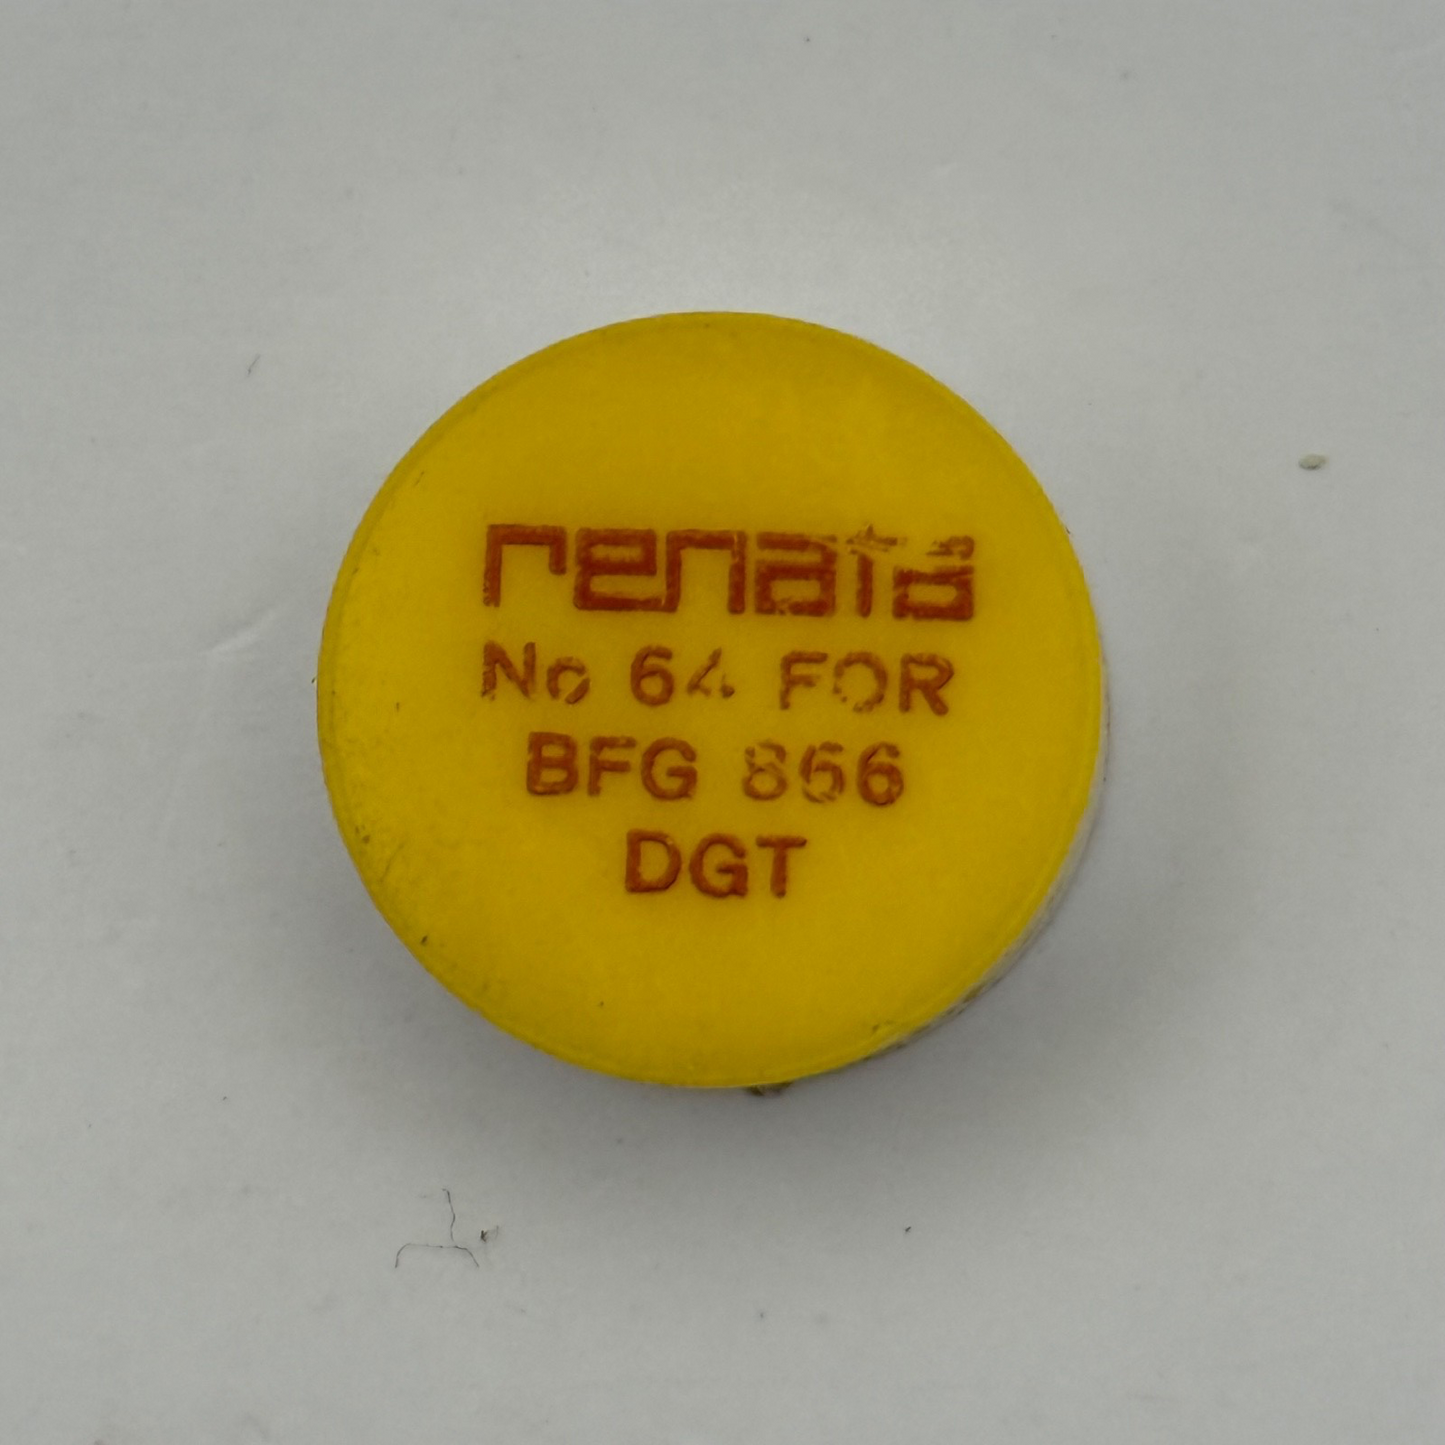 renata
No 64 FOR
BFG 866
DGT